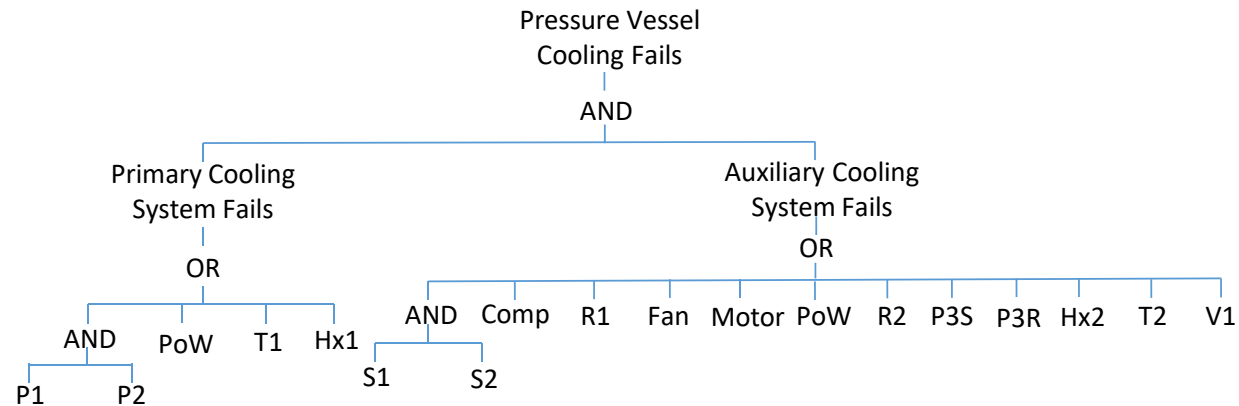 Pressure Vessel
Cooling Fails
AND
Primary Cooling
System Fails
Auxiliary Cooling
System Fails
OR
OR
AND
PoW
T1
Hx1
P1
P2
AND
Comp
R1
Fan
Motor
PoW
R2
P3S
P3R
Hx2
T2
V1
S1
S2